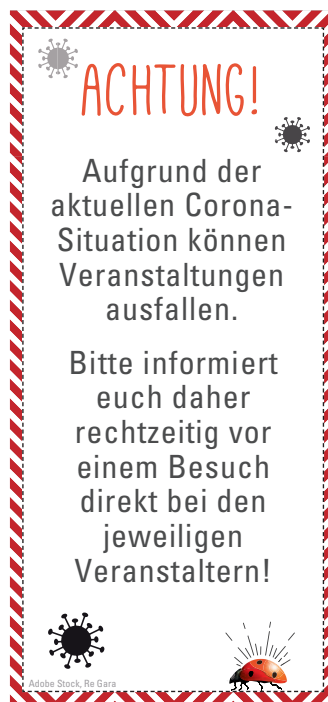 ACHTUNG!
Aufgrund der
aktuellen Corona-
Situation können
Veranstaltungen
ausfallen.
Bitte informiert
euch daher
rechtzeitig vor
einem Besuch
direkt bei den
jeweiligen
Veranstaltern!
Adobe Stock, Re Gara